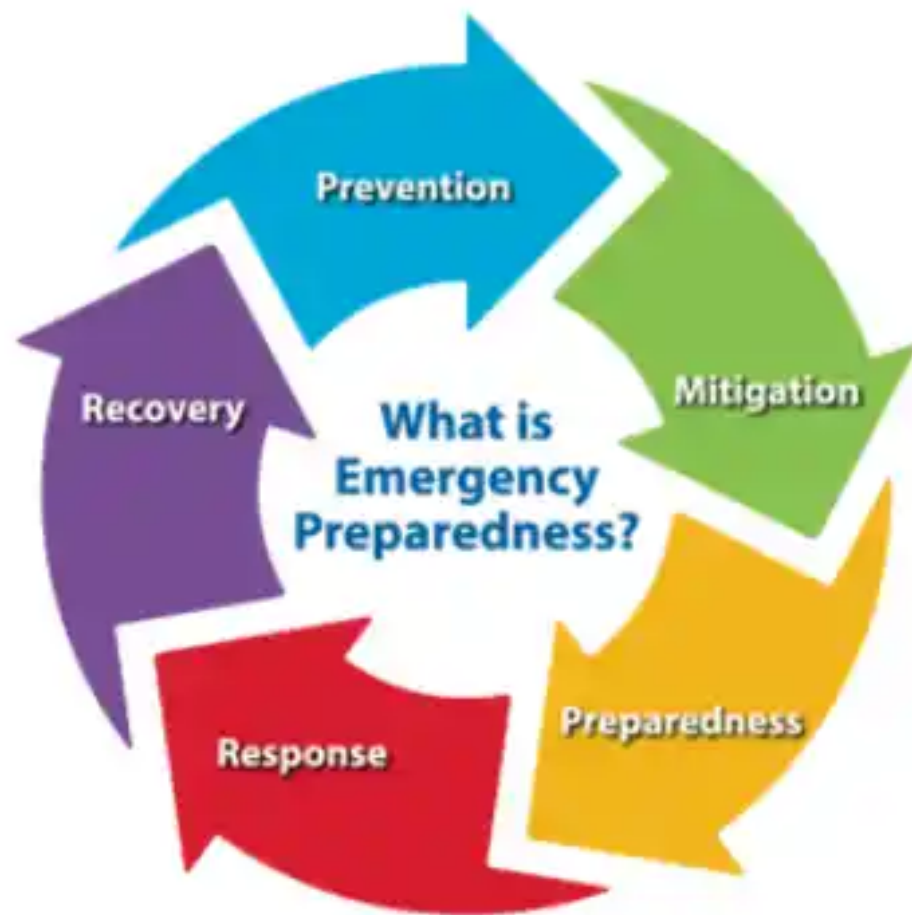 Prevention
Mitigation
Preparedness
Response
Recovery
What is
Emergency
Preparedness?